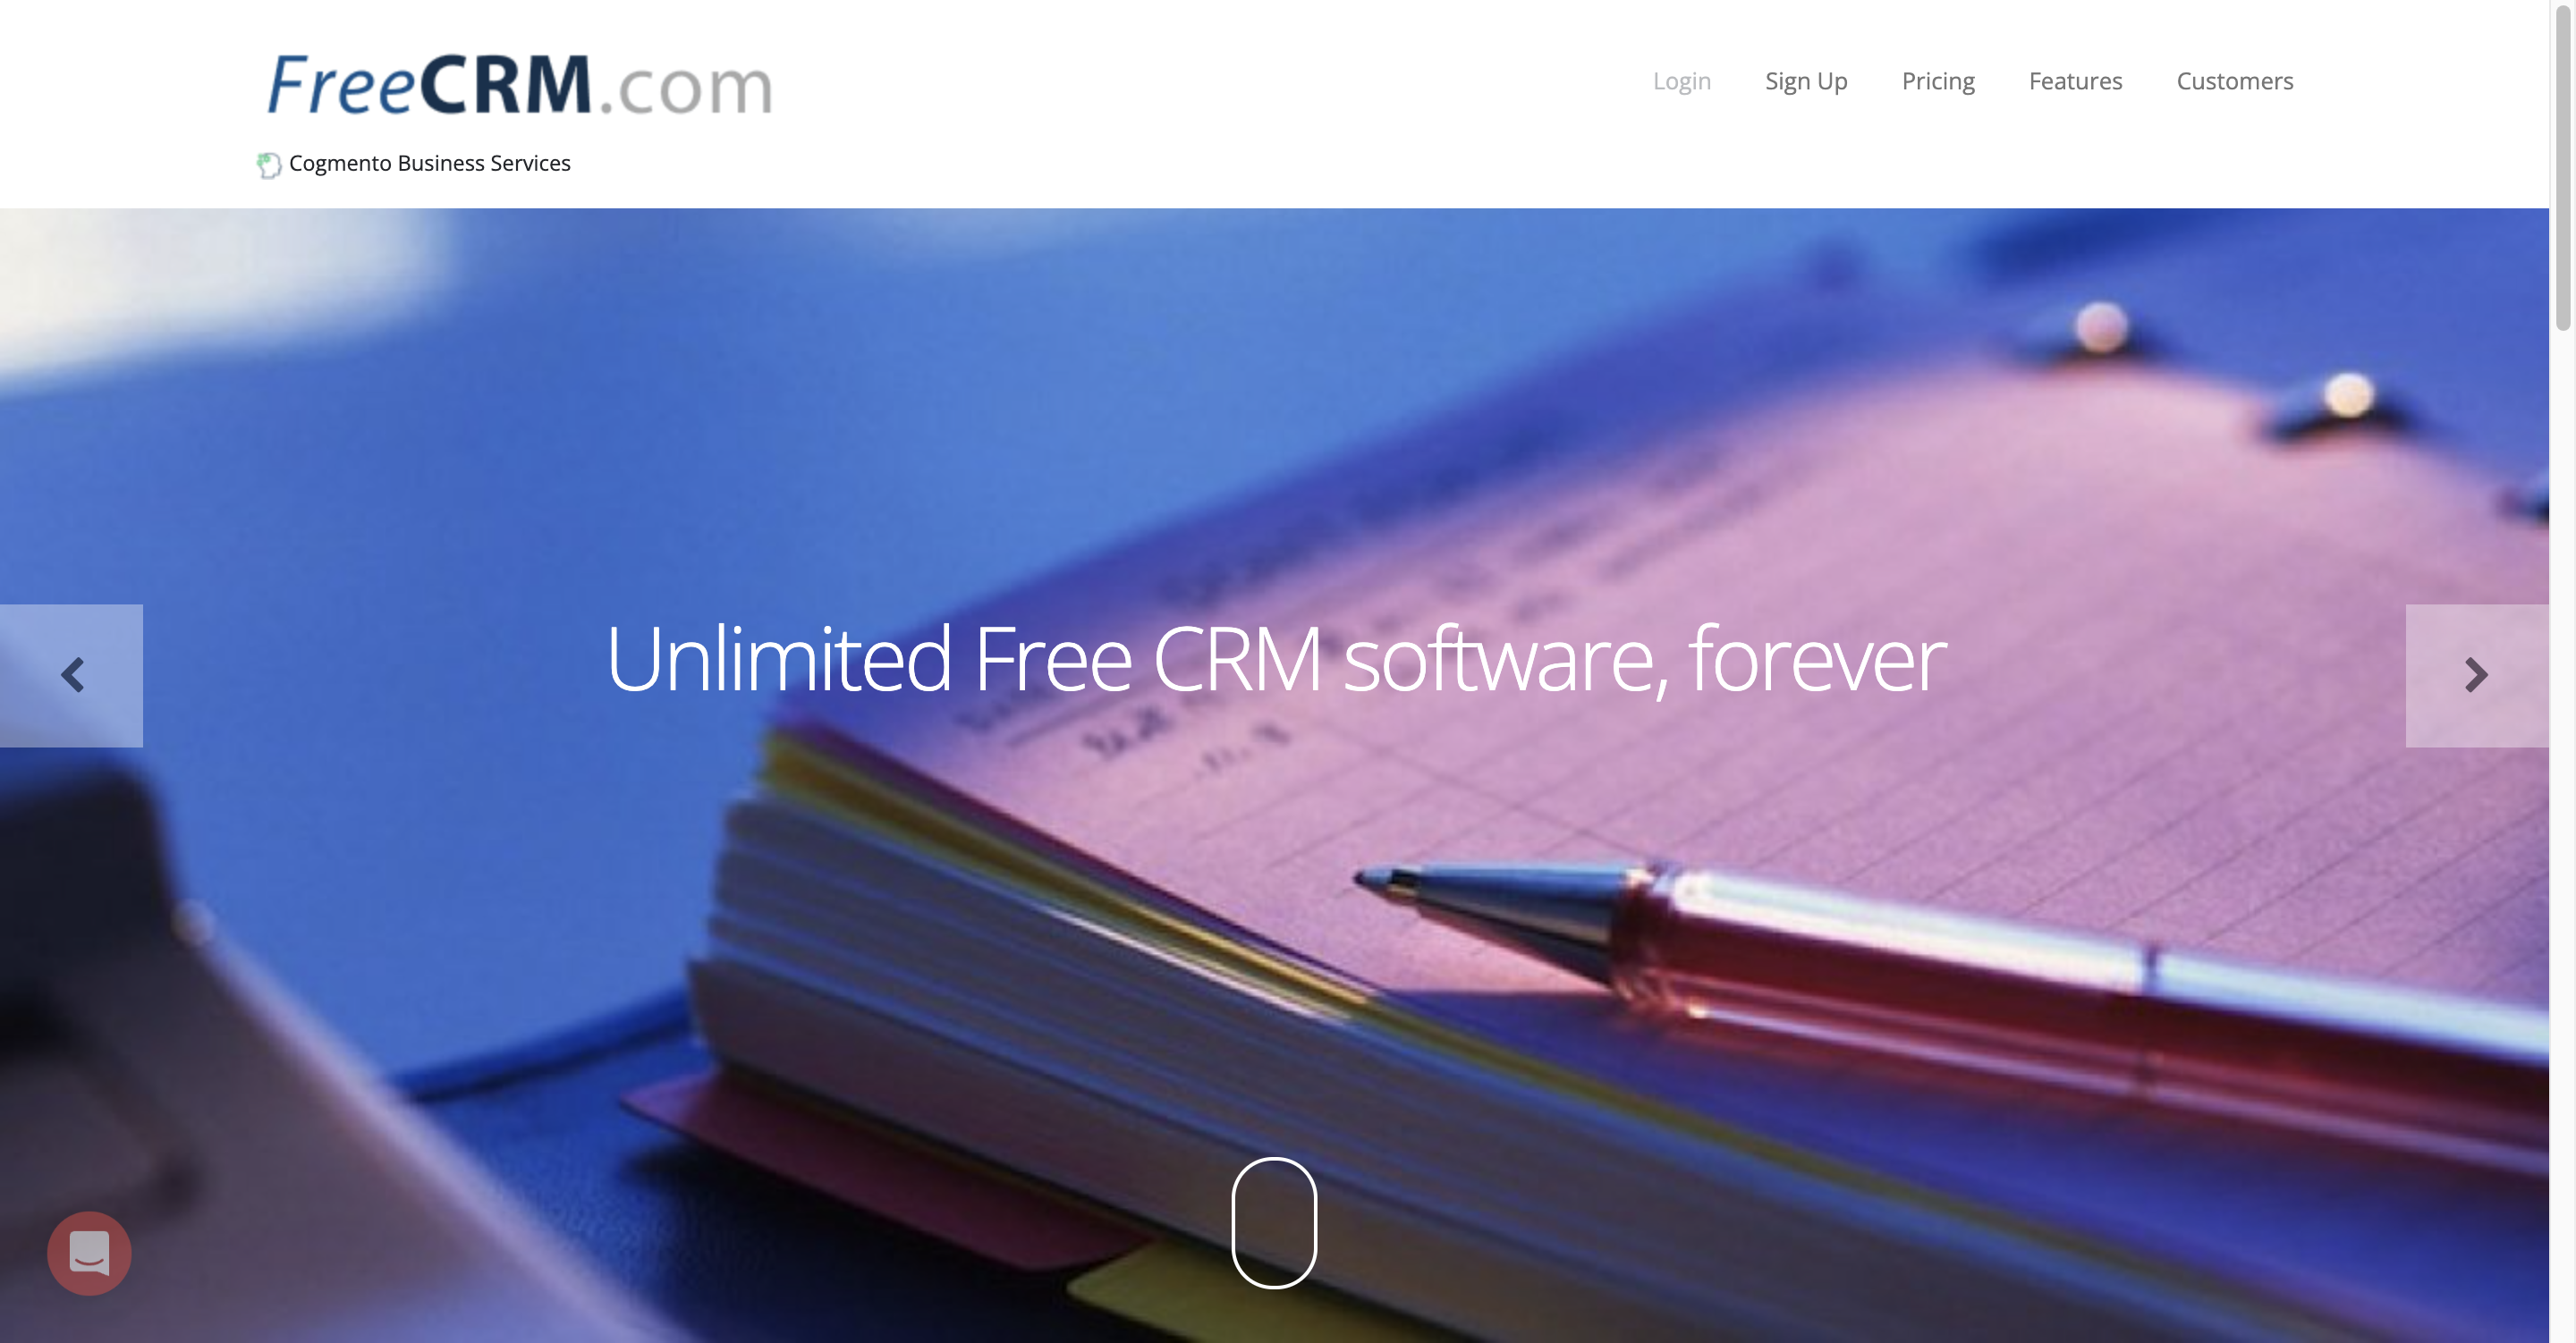 FreeCRM.com
Login
Sign Up
Pricing
Features
Customers
Cogmento Business Services
Unlimited Free CRM software, forever